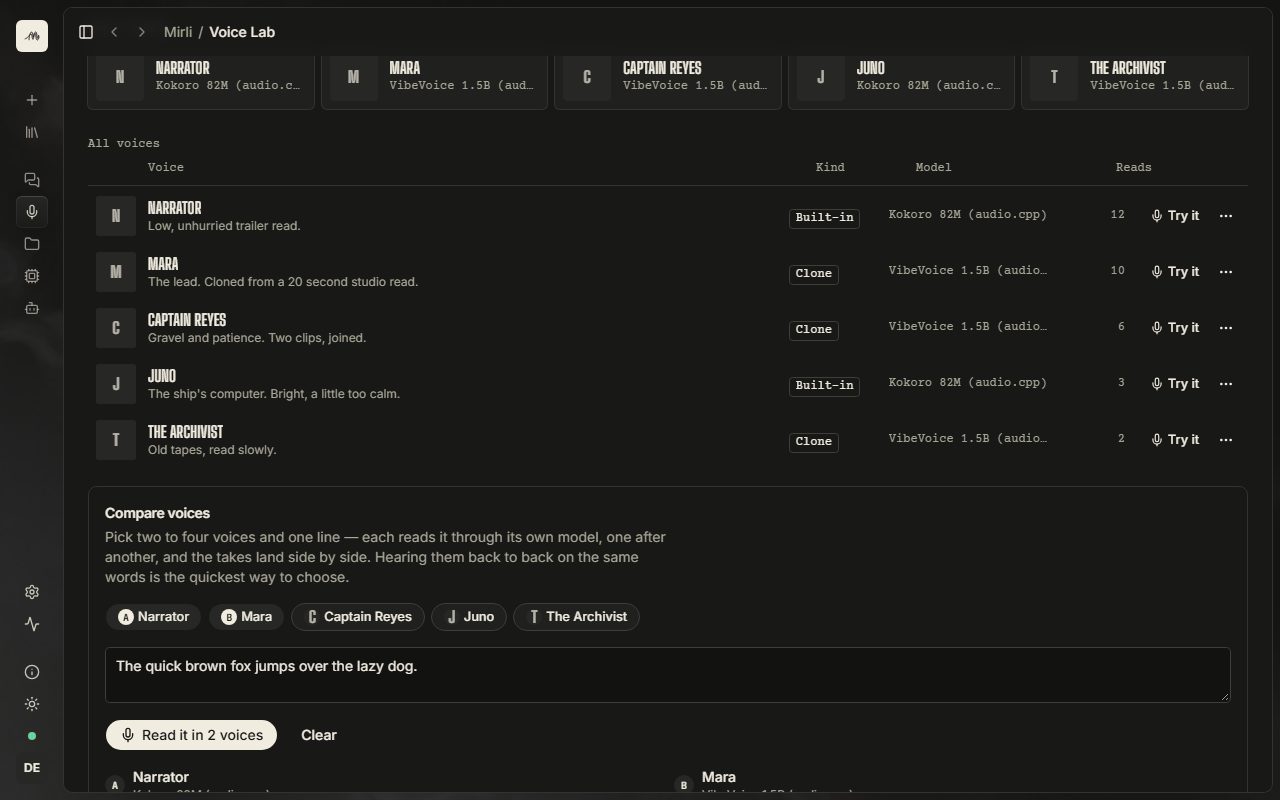 Mirli / Voice Lab
N
NARRATOR
Kokoro 82M (audio.c…
M
MARA
VibeVoice 1.5B (aud…
C
CAPTAIN REYES
VibeVoice 1.5B (aud…
J
JUNO
Kokoro 82M (audio.c…
T
THE ARCHIVIST
VibeVoice 1.5B (aud…
All voices
Voice Kind Model Reads
N
NARRATOR
Low, unhurried trailer read.
Built-in Kokoro 82M (audio.cpp) 12 Try it
M
MARA
The lead. Cloned from a 20 second studio read.
Clone VibeVoice 1.5B (audio… 10 Try it
C
CAPTAIN REYES
Gravel and patience. Two clips, joined.
Clone VibeVoice 1.5B (audio… 6 Try it
J
JUNO
The ship's computer. Bright, a little too calm.
Built-in Kokoro 82M (audio.cpp) 3 Try it
T
THE ARCHIVIST
Old tapes, read slowly.
Clone VibeVoice 1.5B (audio… 2 Try it
Compare voices
Pick two to four voices and one line — each reads it through its own model, one after
another, and the takes land side by side. Hearing them back to back on the same
words is the quickest way to choose.
A Narrator B Mara C Captain Reyes J Juno T The Archivist
The quick brown fox jumps over the lazy dog.
Read it in 2 voices Clear
A Narrator
B Mara
DE